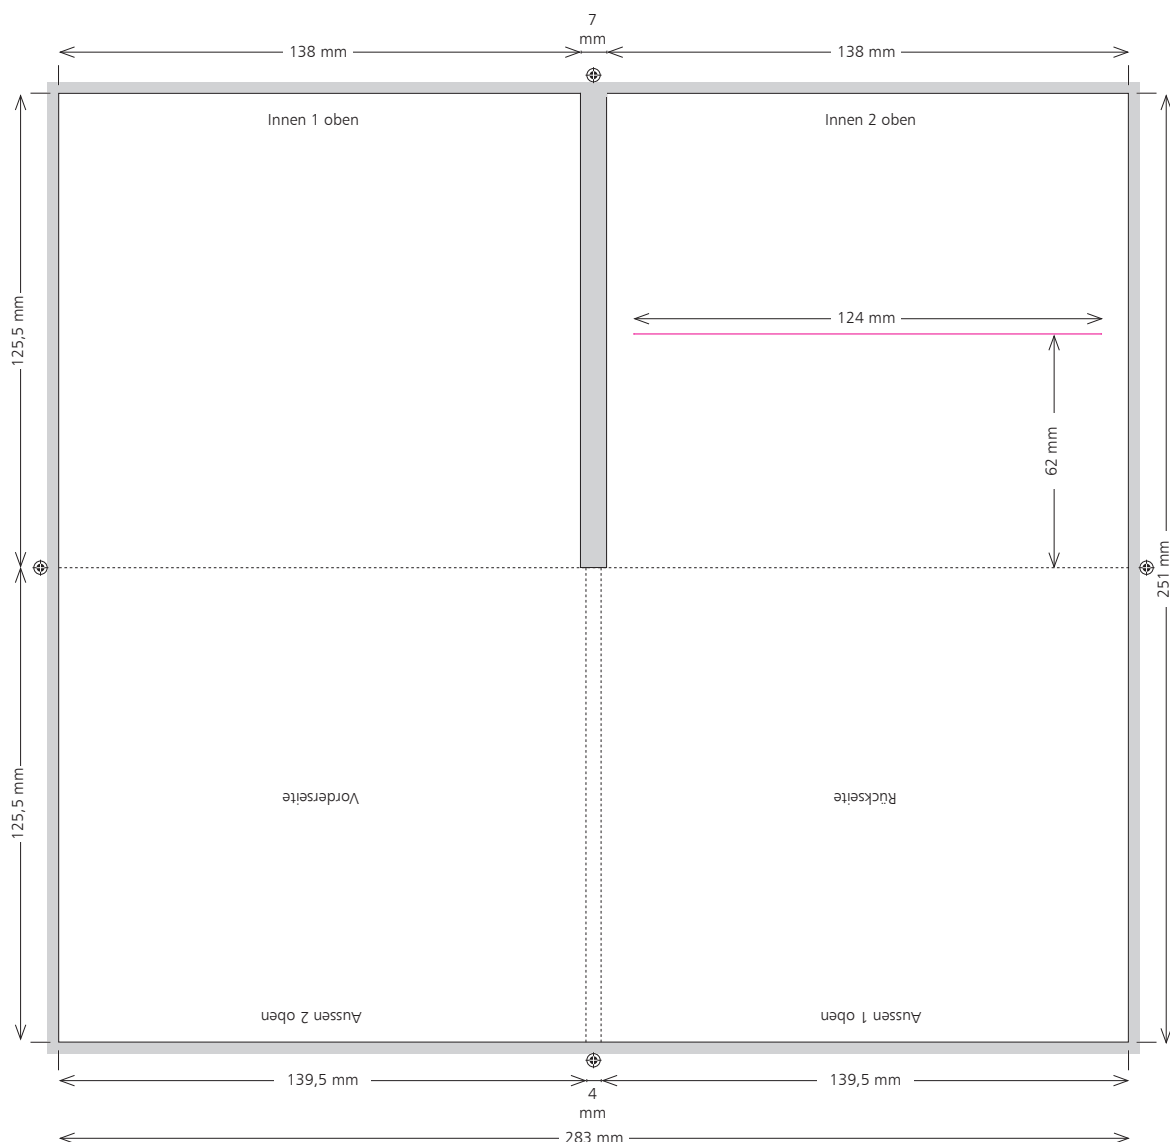 7
mm
138 mm
138 mm
Innen 1 oben
Innen 2 oben
125,5 mm
124 mm
62 mm
251 mm
125,5 mm
Vorderseite
Rückseite
Aussen 2 oben
Aussen 1 oben
139,5 mm
139,5 mm
4
mm
283 mm